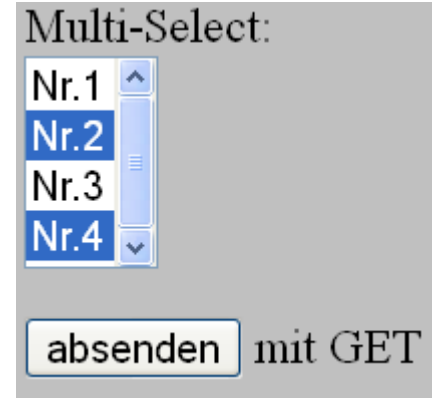 Multi-Select:
Nr.1
Nr.2
Nr.3
Nr.4
absenden mit GET